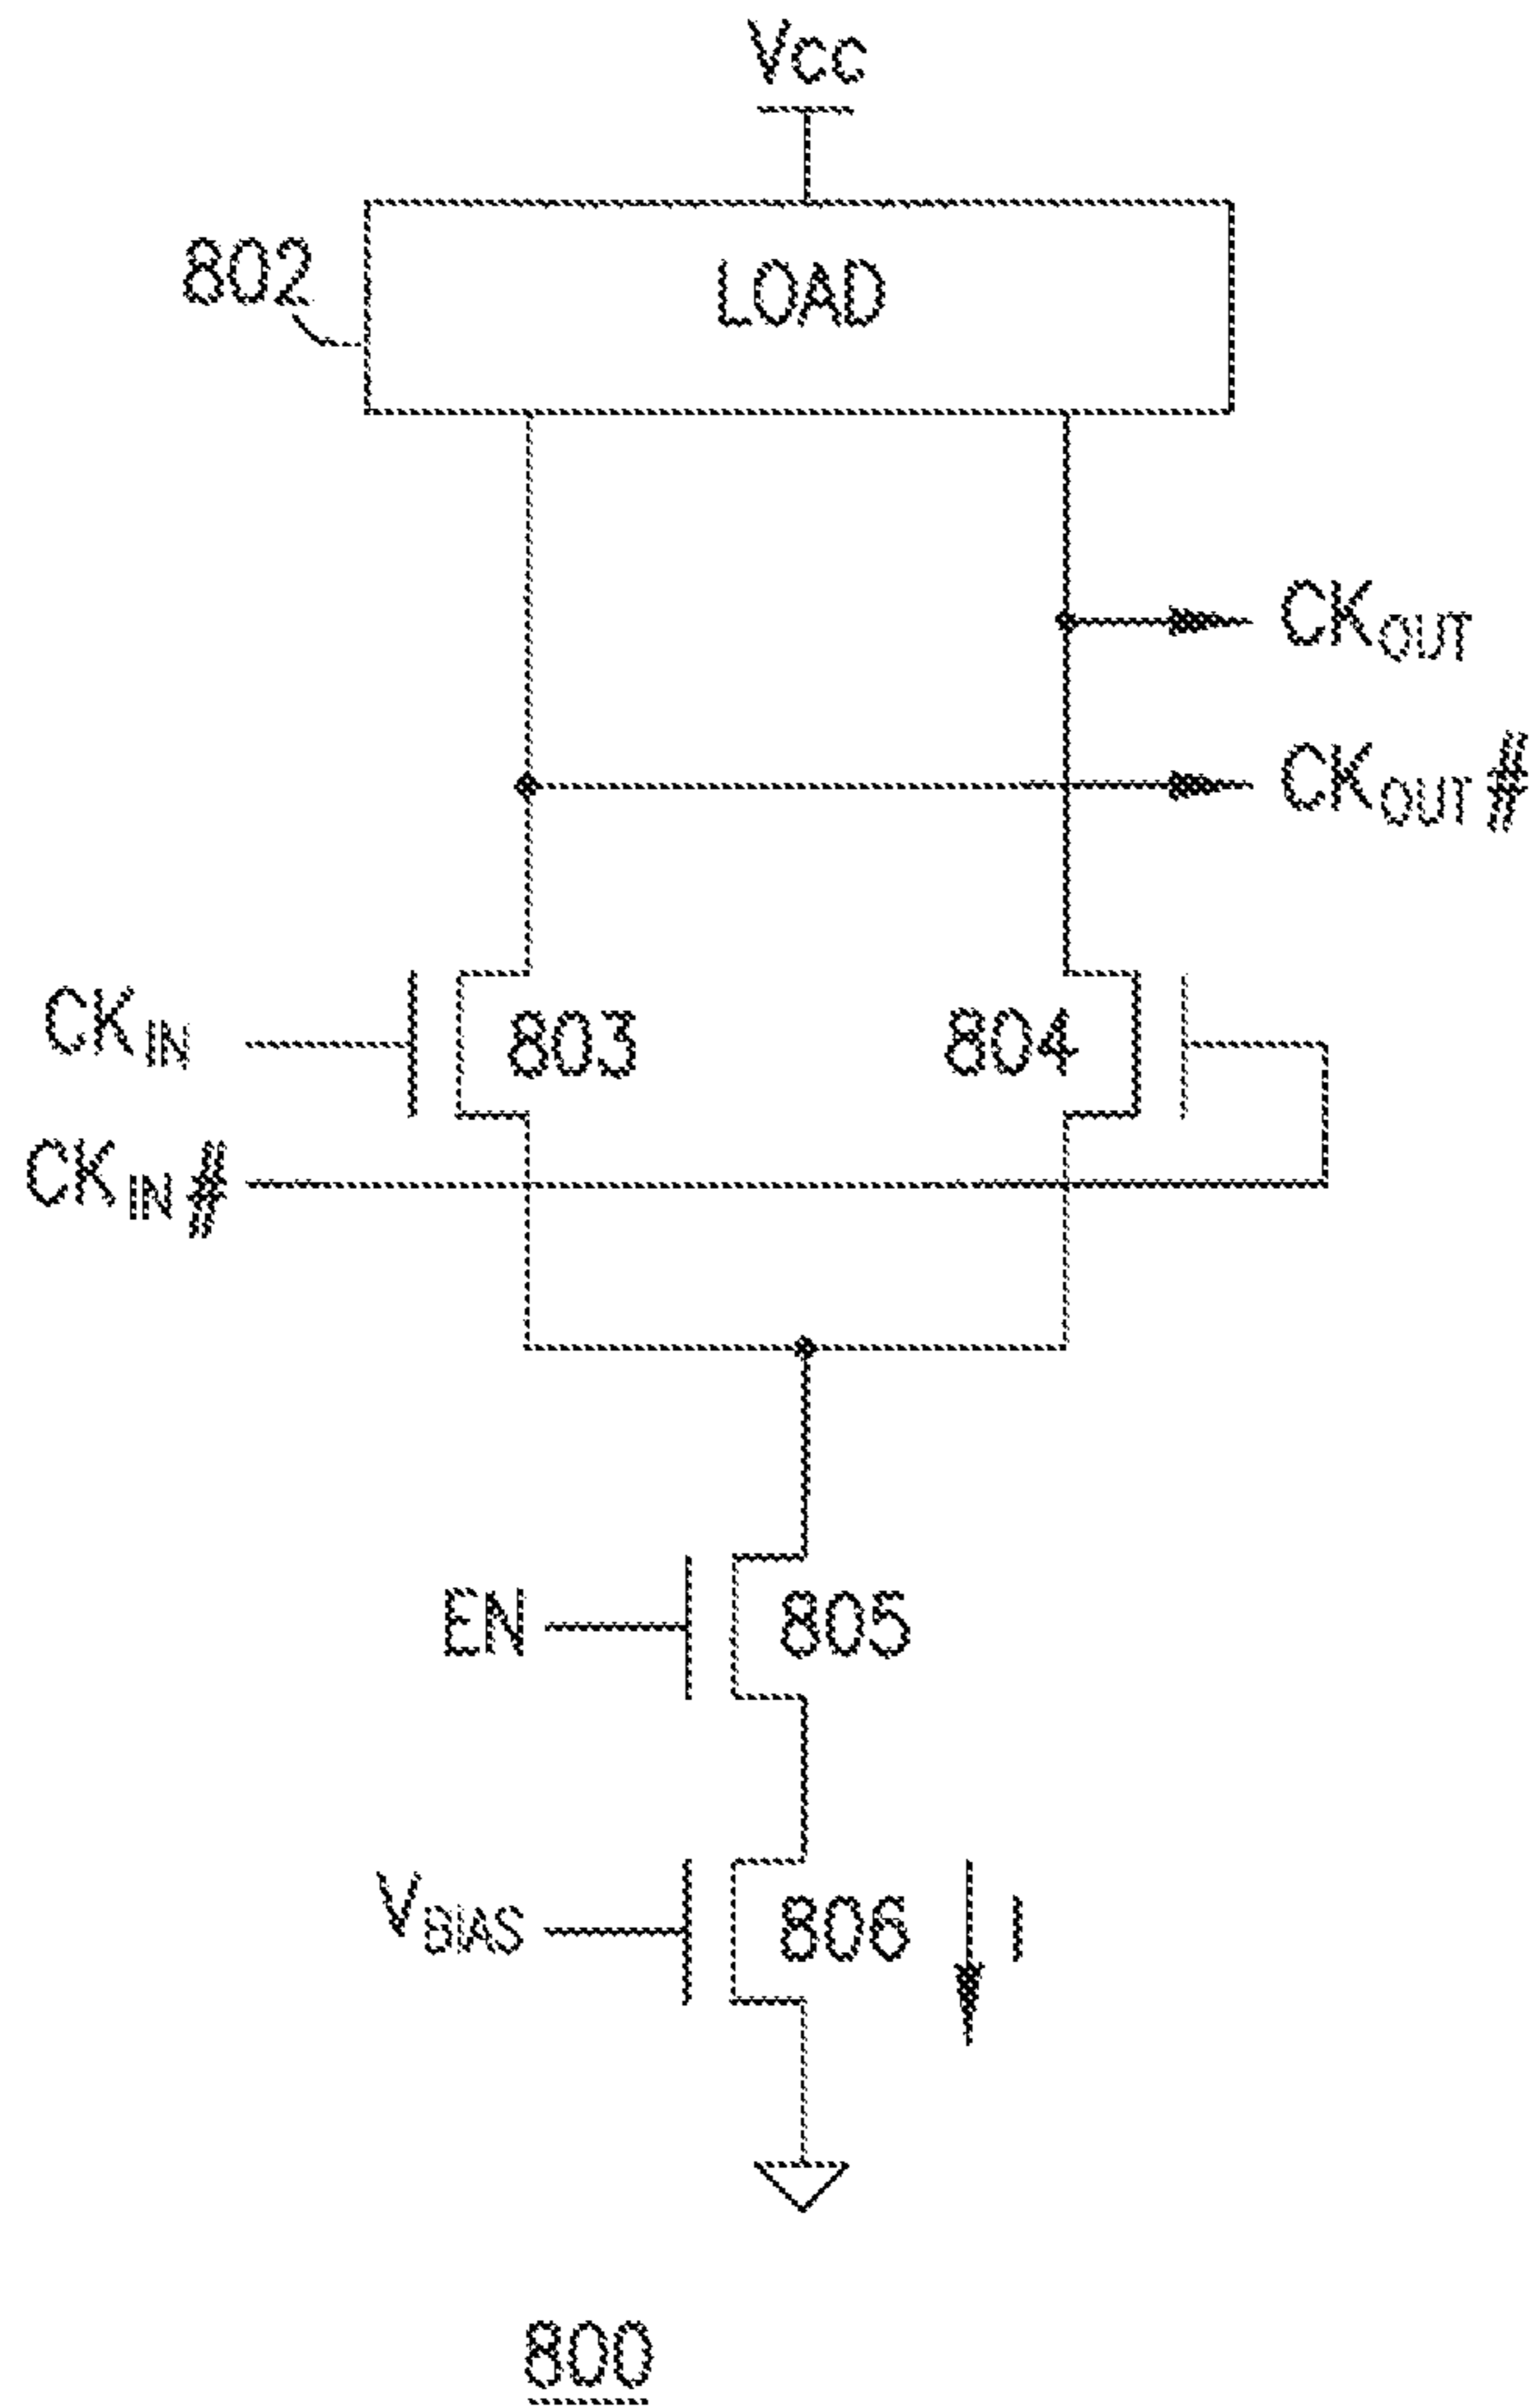 Vcc
802
LOAD
CKOUT
CKOUT#
CKIN
803
804
CKIN#
EN
805
VBIAS
806
I
800